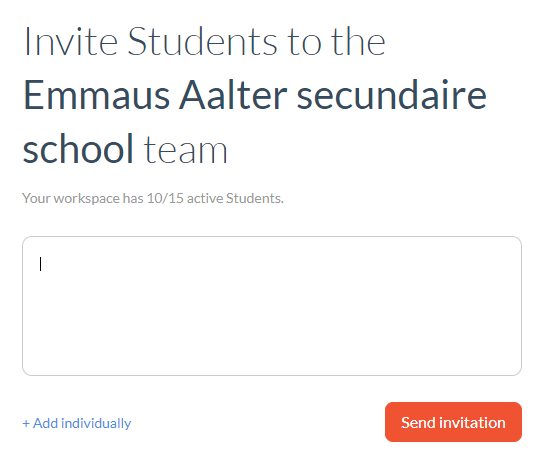 Invite Students to the
Emmaus Aalter secundaire
school team
Your workspace has 10/15 active Students.
+ Add individually
Send invitation